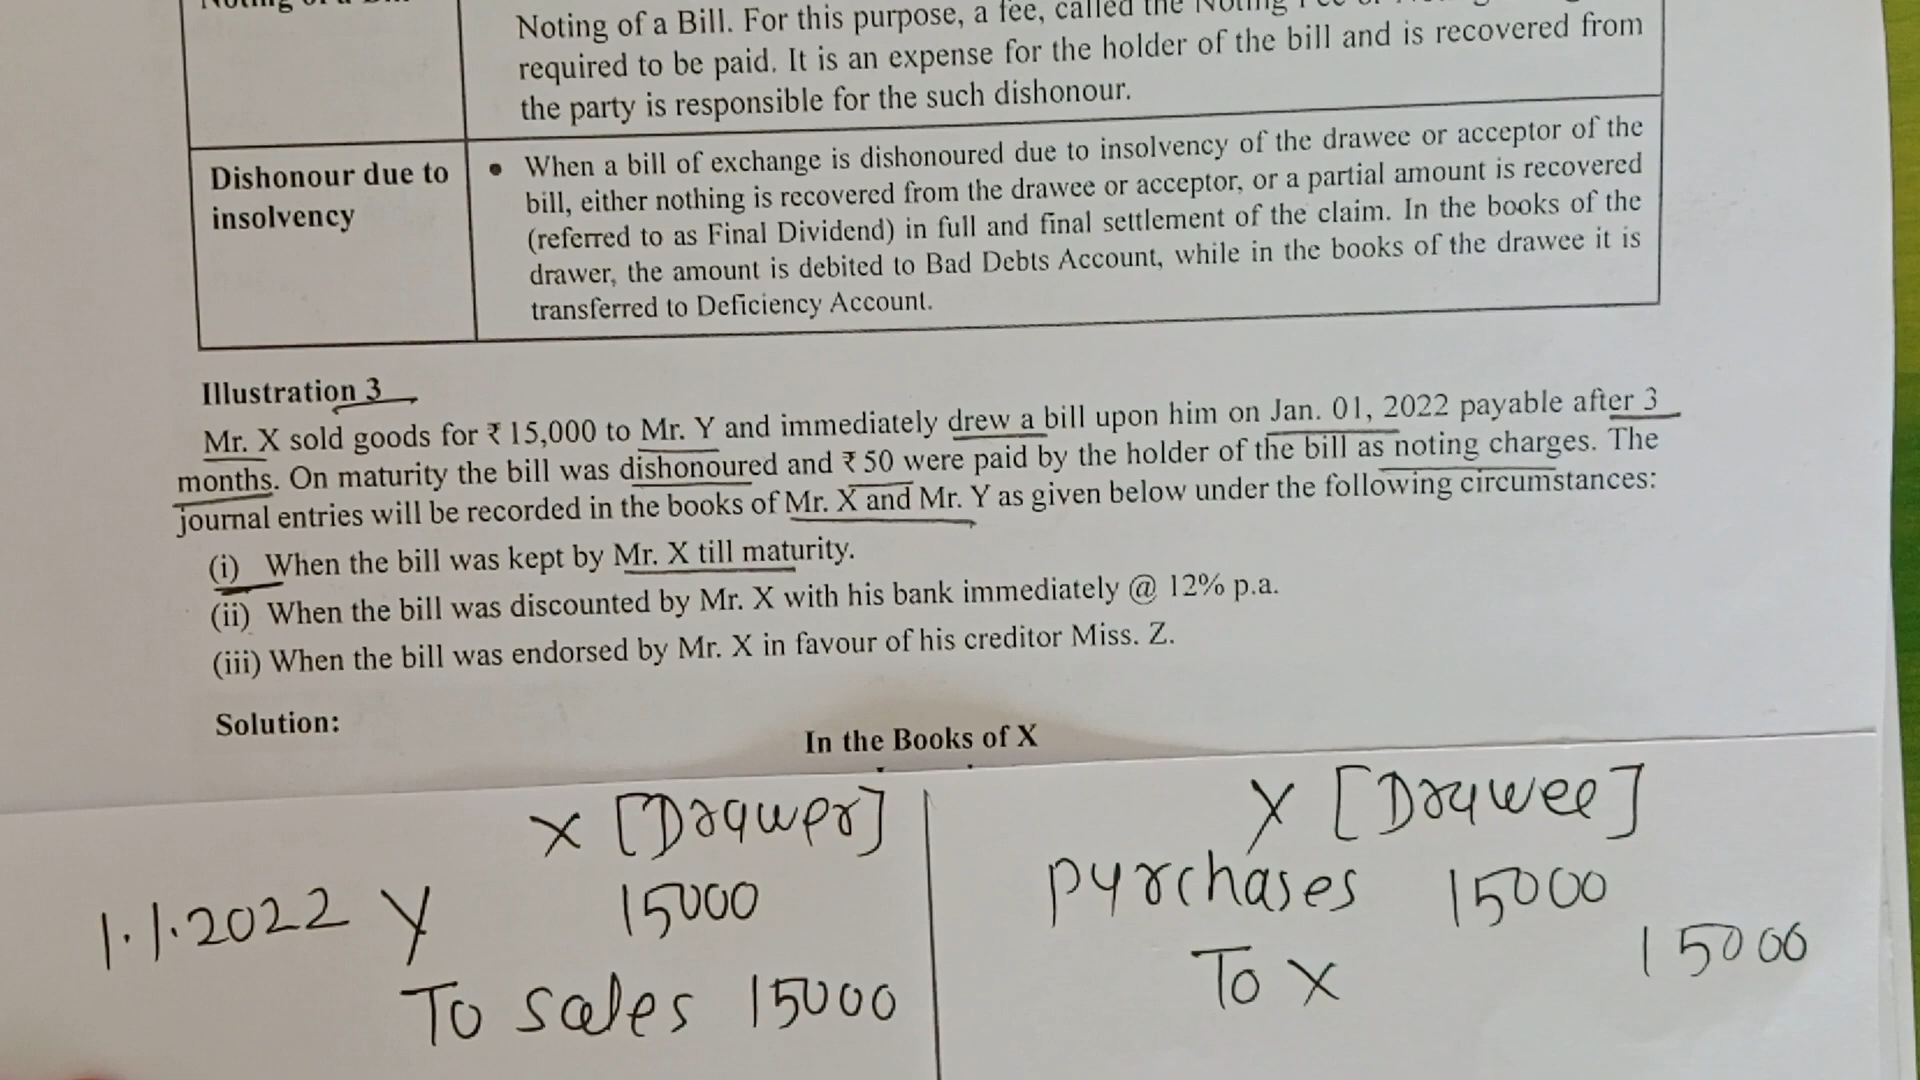 Noting of a Bill. For this purpose, a fee, called the Noting
required to be paid. It is an expense for the holder of the bill and is recovered from
the party is responsible for the such dishonour.
Dishonour due to
insolvency
• When a bill of exchange is dishonoured due to insolvency of the drawee or acceptor of the
bill, either nothing is recovered from the drawee or acceptor, or a partial amount is recovered
(referred to as Final Dividend) in full and final settlement of the claim. In the books of the
drawer, the amount is debited to Bad Debts Account, while in the books of the drawee it is
transferred to Deficiency Account.
Illustration 3
Mr. X sold goods for ₹ 15,000 to Mr. Y and immediately drew a bill upon him on Jan. 01, 2022 payable after 3
months. On maturity the bill was dishonoured and ₹ 50 were paid by the holder of the bill as noting charges. The
journal entries will be recorded in the books of Mr. X and Mr. Y as given below under the following circumstances:
(i) When the bill was kept by Mr. X till maturity.
(ii) When the bill was discounted by Mr. X with his bank immediately @ 12% p.a.
(iii) When the bill was endorsed by Mr. X in favour of his creditor Miss. Z.
Solution:
In the Books of X
X [Drawer]
1.1.2022 Y 15000
To sales 15000
Y [Drawee]
purchases 15000
To X 15000